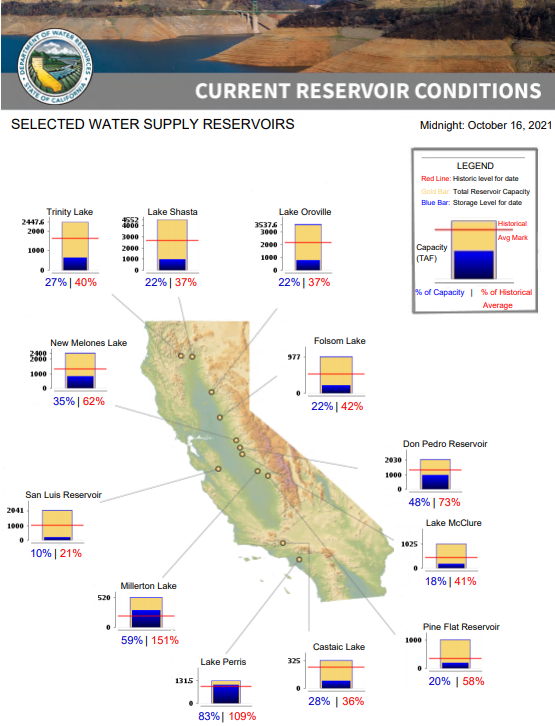 DEPARTMENT OF WATER RESOURCES
STATE OF CALIFORNIA
CURRENT RESERVOIR CONDITIONS
SELECTED WATER SUPPLY RESERVOIRS
Midnight: October 16, 2021
LEGEND
Red Line: Historic level for date
Gold Bar: Total Reservoir Capacity
Blue Bar: Storage Level for date
Capacity
(TAF)
Historical
Avg Mark
% of Capacity | % of Historical
Average
Trinity Lake
2447.6
2000
1000
0
27% | 40%
Lake Shasta
4552
4000
3000
2000
1000
0
22% | 37%
Lake Oroville
3537.6
3000
2000
1000
0
22% | 37%
New Melones Lake
2400
2000
1000
0
35% | 62%
Folsom Lake
977
0
22% | 42%
Don Pedro Reservoir
2030
1000
0
48% | 73%
San Luis Reservoir
2041
1000
0
10% | 21%
Lake McClure
1025
0
18% | 41%
Millerton Lake
520
0
59% | 151%
Pine Flat Reservoir
1000
0
20% | 58%
Lake Perris
131.5
0
83% | 109%
Castaic Lake
325
0
28% | 36%